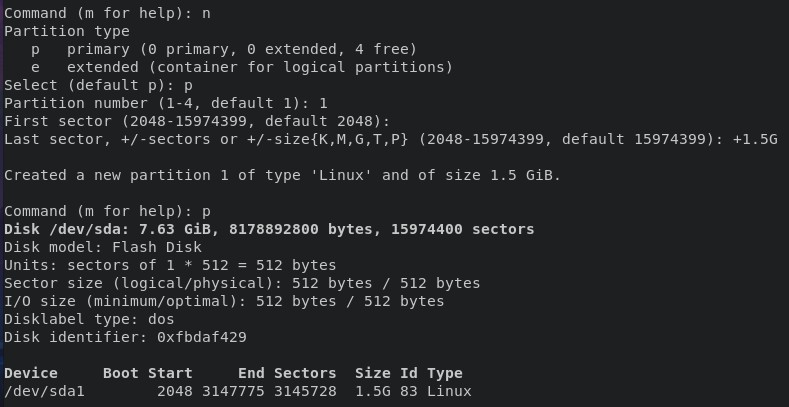 Command (m for help): n
Partition type
   p   primary (0 primary, 0 extended, 4 free)
   e   extended (container for logical partitions)
Select (default p): p
Partition number (1-4, default 1): 1
First sector (2048-15974399, default 2048):
Last sector, +/-sectors or +/-size{K,M,G,T,P} (2048-15974399, default 15974399): +1.5G

Created a new partition 1 of type 'Linux' and of size 1.5 GiB.

Command (m for help): p
Disk /dev/sda: 7.63 GiB, 8178892800 bytes, 15974400 sectors
Disk model: Flash Disk
Units: sectors of 1 * 512 = 512 bytes
Sector size (logical/physical): 512 bytes / 512 bytes
I/O size (minimum/optimal): 512 bytes / 512 bytes
Disklabel type: dos
Disk identifier: 0xfbdaf429

Device     Boot Start     End Sectors  Size Id Type
/dev/sda1        2048 3147775 3145728  1.5G 83 Linux